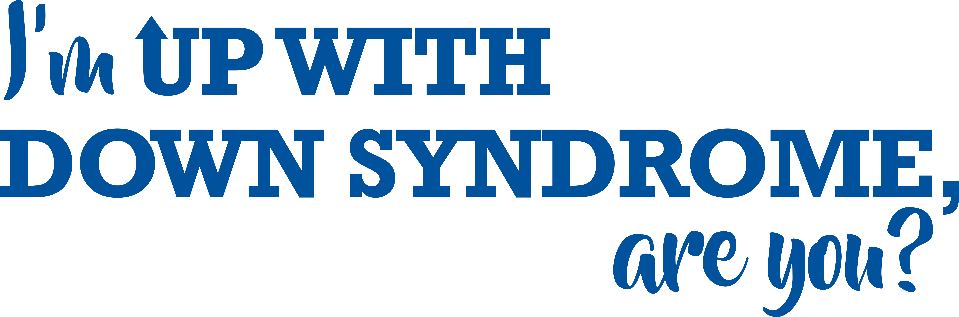 I'm UP WITH
DOWN SYNDROME,
are you?